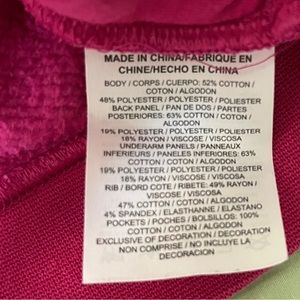 MADE IN CHINA/FABRIQUÉ EN
CHINE/HECHO EN CHINA
BODY / CORPS / CUERPO: 52% COTTON /
COTON / ALGODON
48% POLYESTER / POLYESTER / POLIESTER
BACK PANEL / PAN DE DOS / PARTES
POSTERIORES: 63% COTTON / COTON /
ALGODON
19% POLYESTER / POLYESTER / POLIESTER
18% RAYON / VISCOSE / VISCOSA
UNDERARM PANELS / PANNEAUX
INFERIEURS / PANELES INFERIORES: 63%
COTTON / COTON / ALGODON
19% POLYESTER / POLYESTER / POLIESTER
18% RAYON / VISCOSE / VISCOSA
RIB / BORD COTE / RIBETE: 49% RAYON /
VISCOSE / VISCOSA
47% COTTON / COTON / ALGODON
4% SPANDEX / ELASTHANNE / ELASTANO
POCKETS / POCHES / BOLSILLOS: 100%
COTTON / COTON / ALGODON
EXCLUSIVE OF DECORATION / DECORATION
NON COMPRISE / NO INCLUYE LA
DECORACION